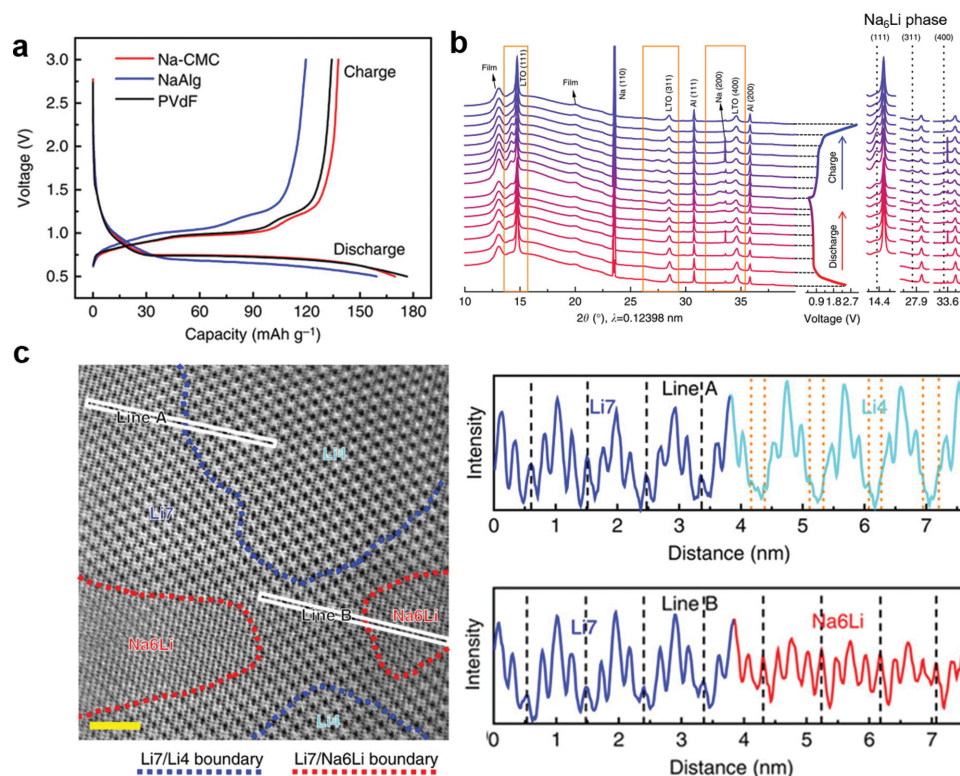 a
Na-CMC
NaAlg
PVdF
Charge
Discharge
Voltage (V)
3.0
2.5
2.0
1.5
1.0
0.5
0 30 60 90 120 150 180
Capacity (mAh g⁻¹)
b
Film
LTO (111)
Film
Na (110)
LTO (311)
Al (111)
Na (200)
LTO (400)
Al (200)
Charge
Discharge
10 15 20 25 30 35
2θ (°), λ=0.12398 nm
0.91.82.7
Voltage (V)
Na₆Li phase
(111) (311) (400)
14.4 27.9 33.6
c
Line A
Li4
Li7
Line B
Na6Li
Na6Li
Li4
Li7/Li4 boundary
Li7/Na6Li boundary
Line A
Li7
Li4
Intensity
0 1 2 3 4 5 6 7
Distance (nm)
Line B
Li7
Na6Li
Intensity
0 1 2 3 4 5 6 7
Distance (nm)